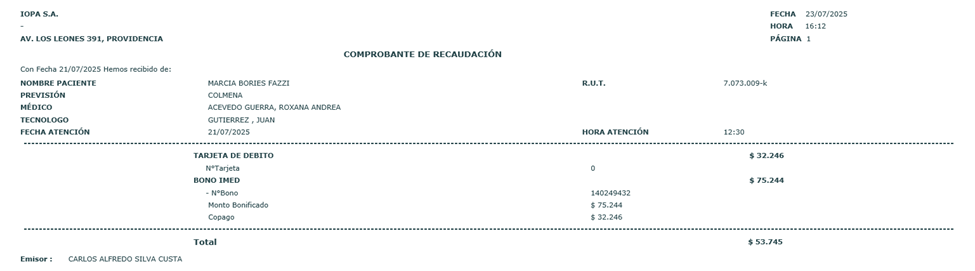 IOPA S.A. FECHA 23/07/2025
- HORA 16:12
AV. LOS LEONES 391, PROVIDENCIA PÁGINA 1
COMPROBANTE DE RECAUDACIÓN
Con Fecha 21/07/2025 Hemos recibido de:
NOMBRE PACIENTE MARCIA BORIES FAZZI R.U.T. 7.073.009-k
PREVISIÓN COLMENA
MÉDICO ACEVEDO GUERRA, ROXANA ANDREA
TECNOLOGO GUTIERREZ , JUAN
FECHA ATENCIÓN 21/07/2025 HORA ATENCIÓN 12:30
TARJETA DE DEBITO $ 32.246
N°Tarjeta 0
BONO IMED $ 75.244
- N°Bono 140249432
Monto Bonificado $ 75.244
Copago $ 32.246
Total $ 53.745
Emisor : CARLOS ALFREDO SILVA CUSTA